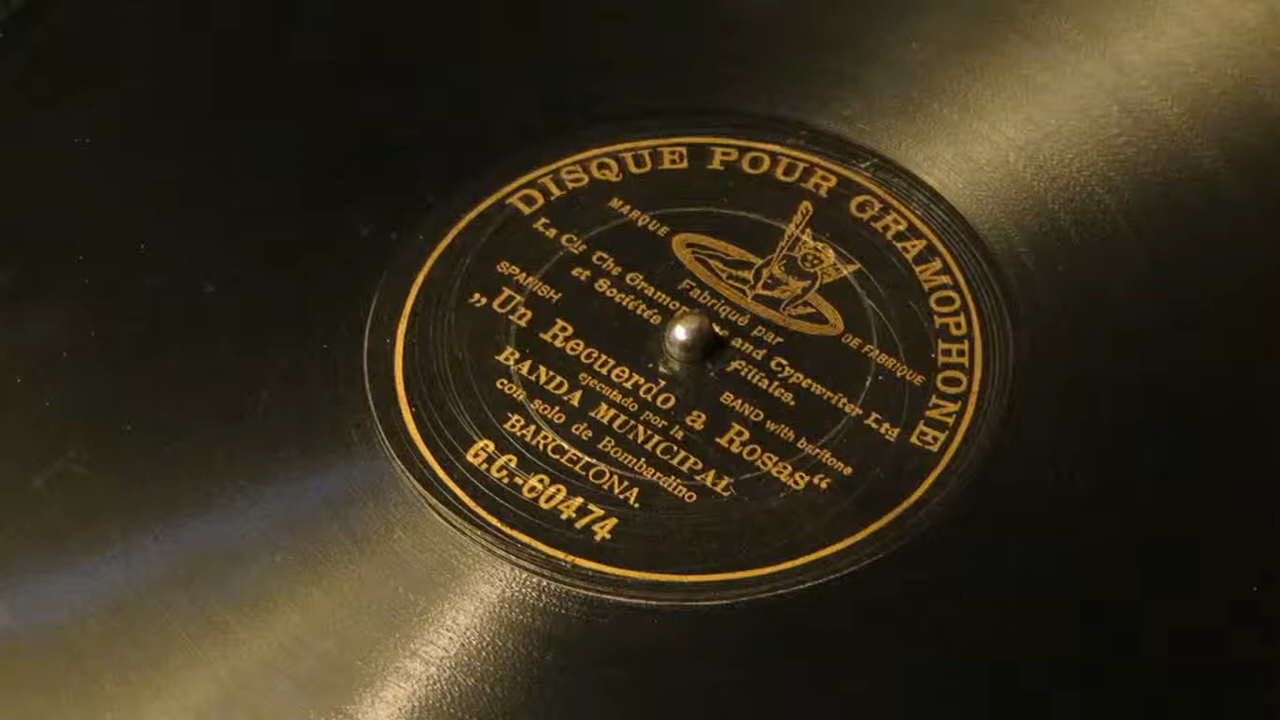 DISQUE POUR GRAMOPHONE
MARQUE DE FABRIQUE
Fabriqué par
La Cie The Gramophone and Typewriter Ltd
et Sociétés filiales.
SPANISH BAND with baritone
„Un Recuerdo a Rosas“
ejecutado por la
BANDA MUNICIPAL
con solo de Bombardino
BARCELONA.
G.C.-60474